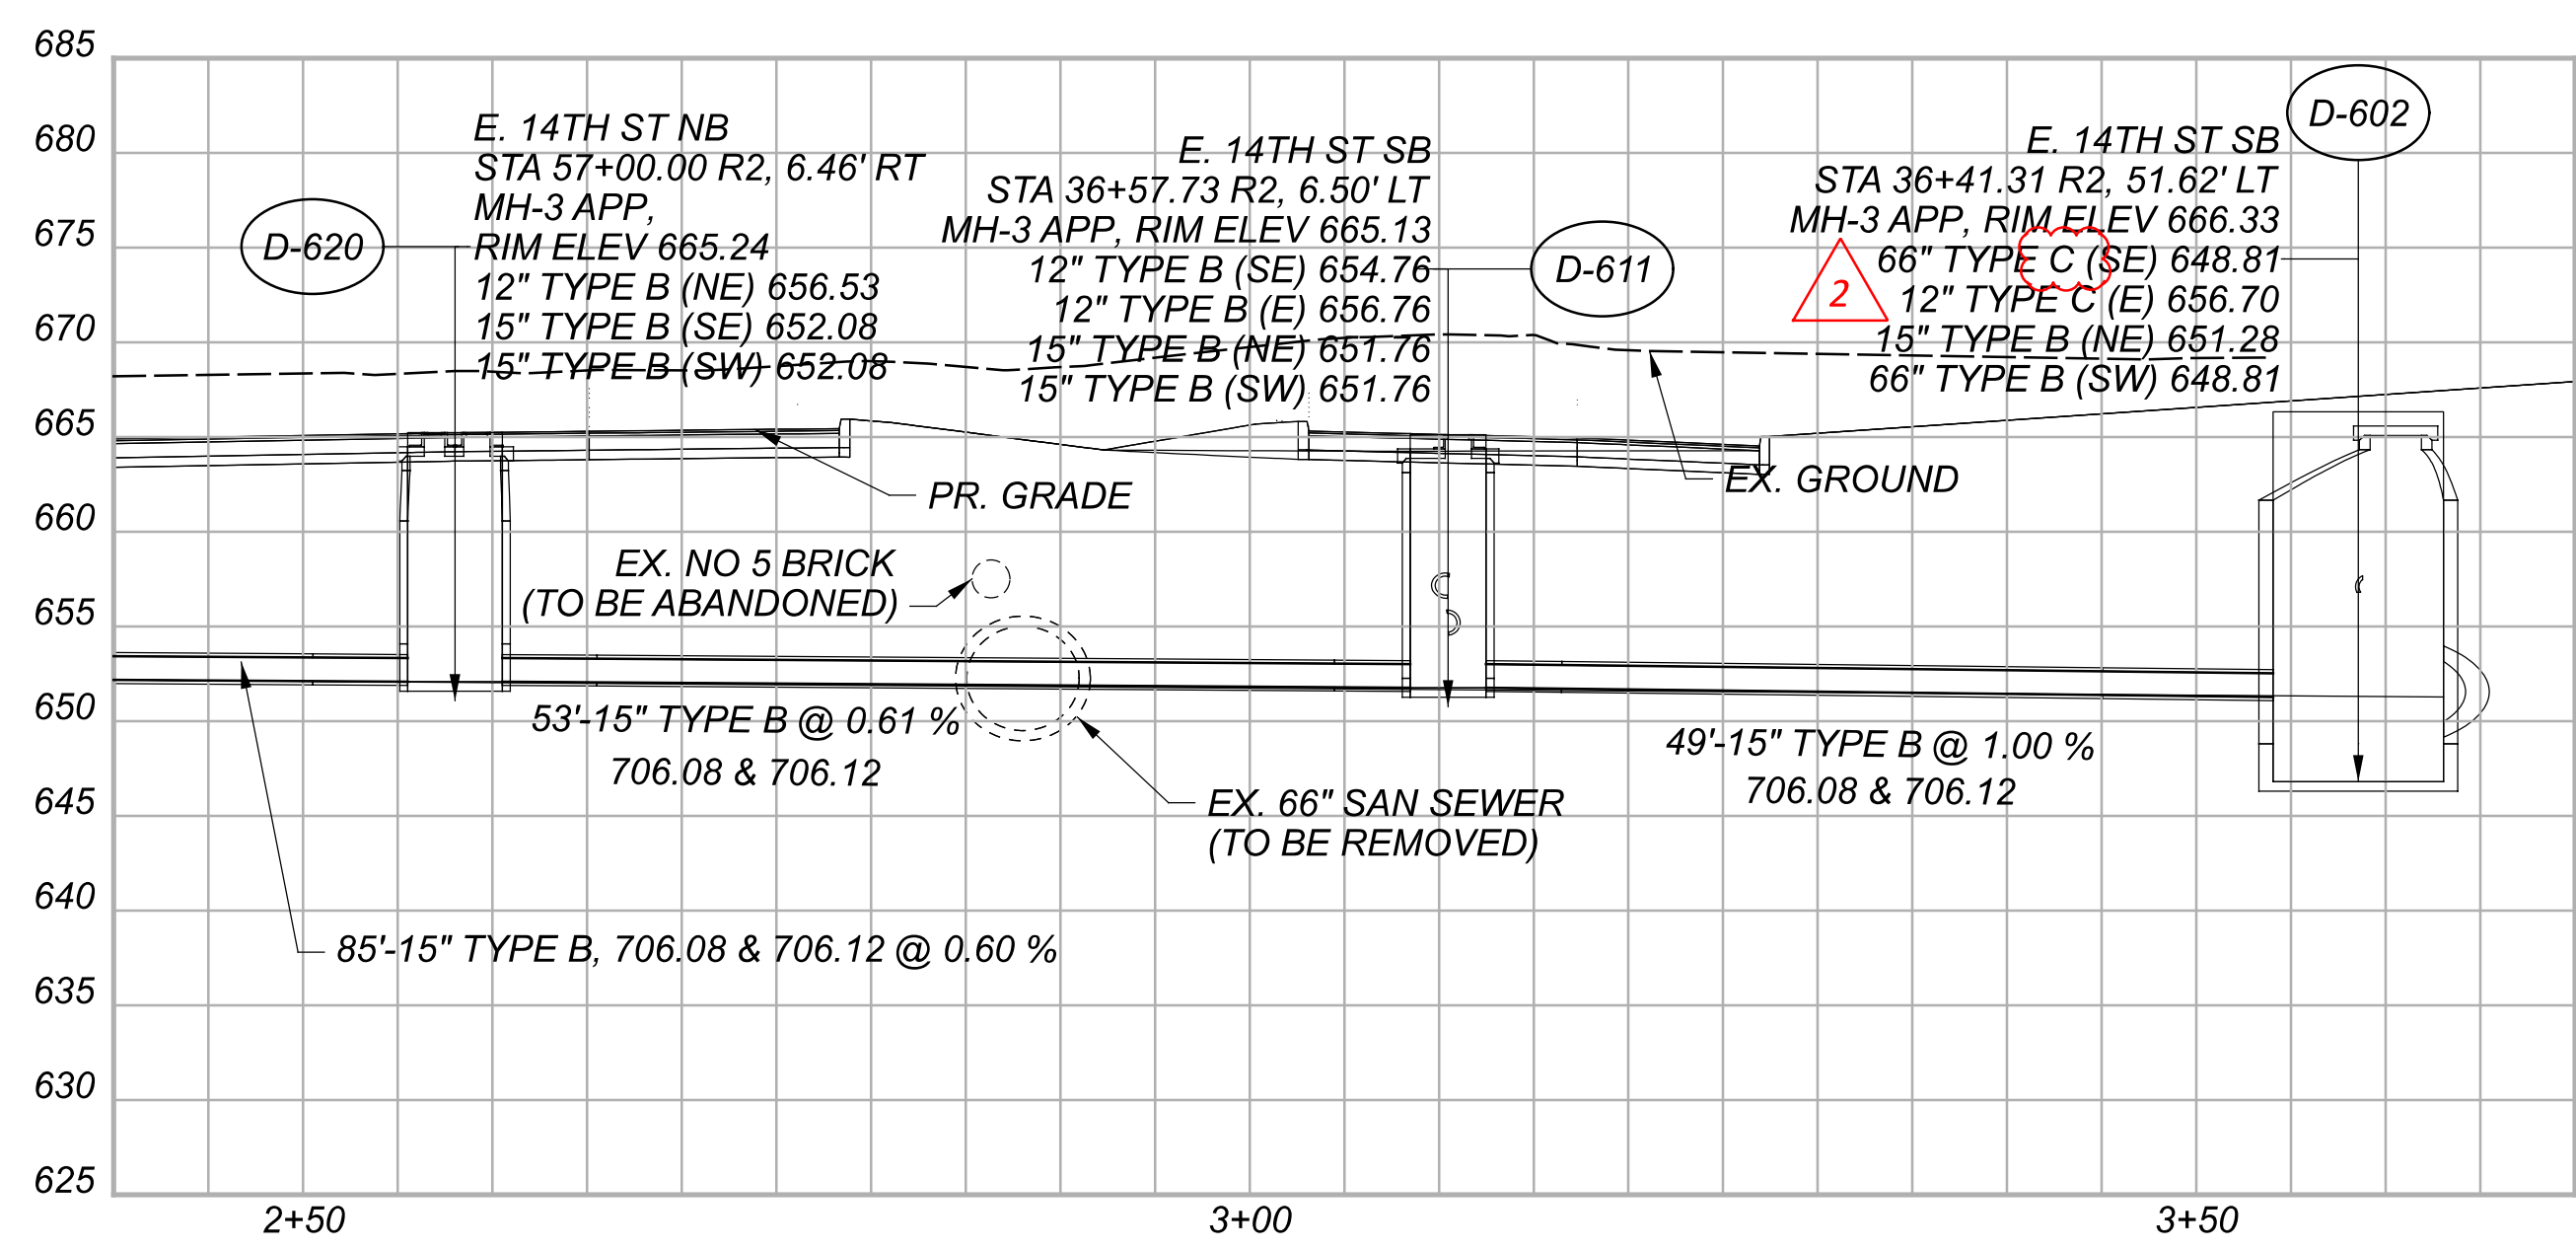 685
680
675
670
665
660
655
650
645
640
635
630
625
D-620
E. 14TH ST NB
STA 57+00.00 R2, 6.46' RT
MH-3 APP,
RIM ELEV 665.24
12" TYPE B (NE) 656.53
15" TYPE B (SE) 652.08
15" TYPE B (SW) 652.08
E. 14TH ST SB
STA 36+57.73 R2, 6.50' LT
MH-3 APP, RIM ELEV 665.13
12" TYPE B (SE) 654.76
12" TYPE B (E) 656.76
15" TYPE B (NE) 651.76
15" TYPE B (SW) 651.76
D-611
E. 14TH ST SB
STA 36+41.31 R2, 51.62' LT
MH-3 APP, RIM ELEV 666.33
66" TYPE C (SE) 648.81
12" TYPE C (E) 656.70
15" TYPE B (NE) 651.28
66" TYPE B (SW) 648.81
2
D-602
PR. GRADE
EX. GROUND
EX. NO 5 BRICK
(TO BE ABANDONED)
53'-15" TYPE B @ 0.61 %
706.08 & 706.12
49'-15" TYPE B @ 1.00 %
706.08 & 706.12
EX. 66" SAN SEWER
(TO BE REMOVED)
85'-15" TYPE B, 706.08 & 706.12 @ 0.60 %
2+50
3+00
3+50